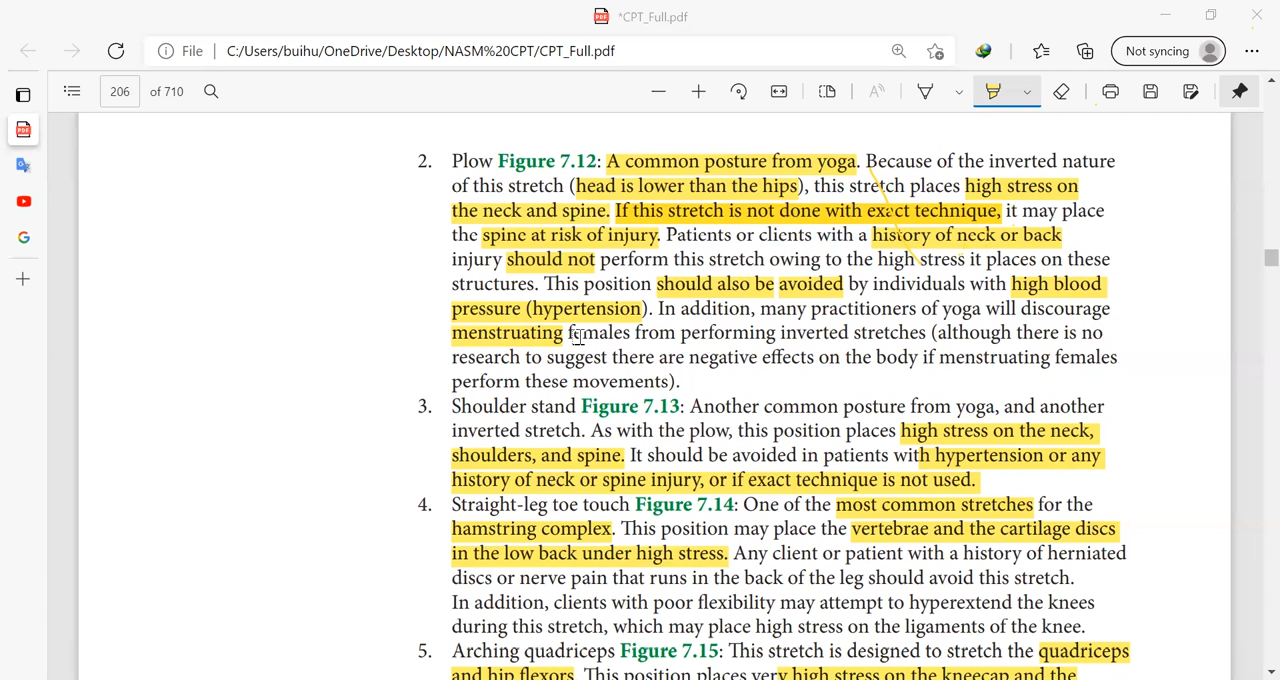 *CPT_Full.pdf
File
C:/Users/buihu/OneDrive/Desktop/NASM%20CPT/CPT_Full.pdf
Not syncing
206 of 710
2. Plow Figure 7.12: A common posture from yoga. Because of the inverted nature
of this stretch (head is lower than the hips), this stretch places high stress on
the neck and spine. If this stretch is not done with exact technique, it may place
the spine at risk of injury. Patients or clients with a history of neck or back
injury should not perform this stretch owing to the high stress it places on these
structures. This position should also be avoided by individuals with high blood
pressure (hypertension). In addition, many practitioners of yoga will discourage
menstruating females from performing inverted stretches (although there is no
research to suggest there are negative effects on the body if menstruating females
perform these movements).
3. Shoulder stand Figure 7.13: Another common posture from yoga, and another
inverted stretch. As with the plow, this position places high stress on the neck,
shoulders, and spine. It should be avoided in patients with hypertension or any
history of neck or spine injury, or if exact technique is not used.
4. Straight-leg toe touch Figure 7.14: One of the most common stretches for the
hamstring complex. This position may place the vertebrae and the cartilage discs
in the low back under high stress. Any client or patient with a history of herniated
discs or nerve pain that runs in the back of the leg should avoid this stretch.
In addition, clients with poor flexibility may attempt to hyperextend the knees
during this stretch, which may place high stress on the ligaments of the knee.
5. Arching quadriceps Figure 7.15: This stretch is designed to stretch the quadriceps
and hip flexors. This position places very high stress on the kneecap and the